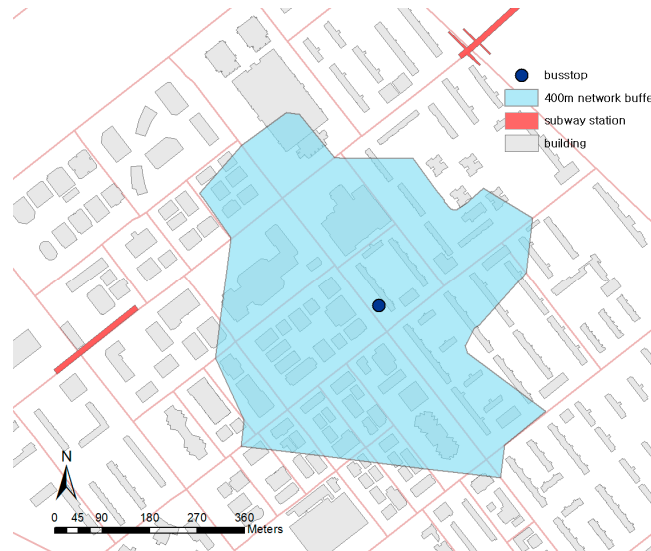 busstop
400m network buffe
subway station
building
N
0 45 90 180 270 360
Meters